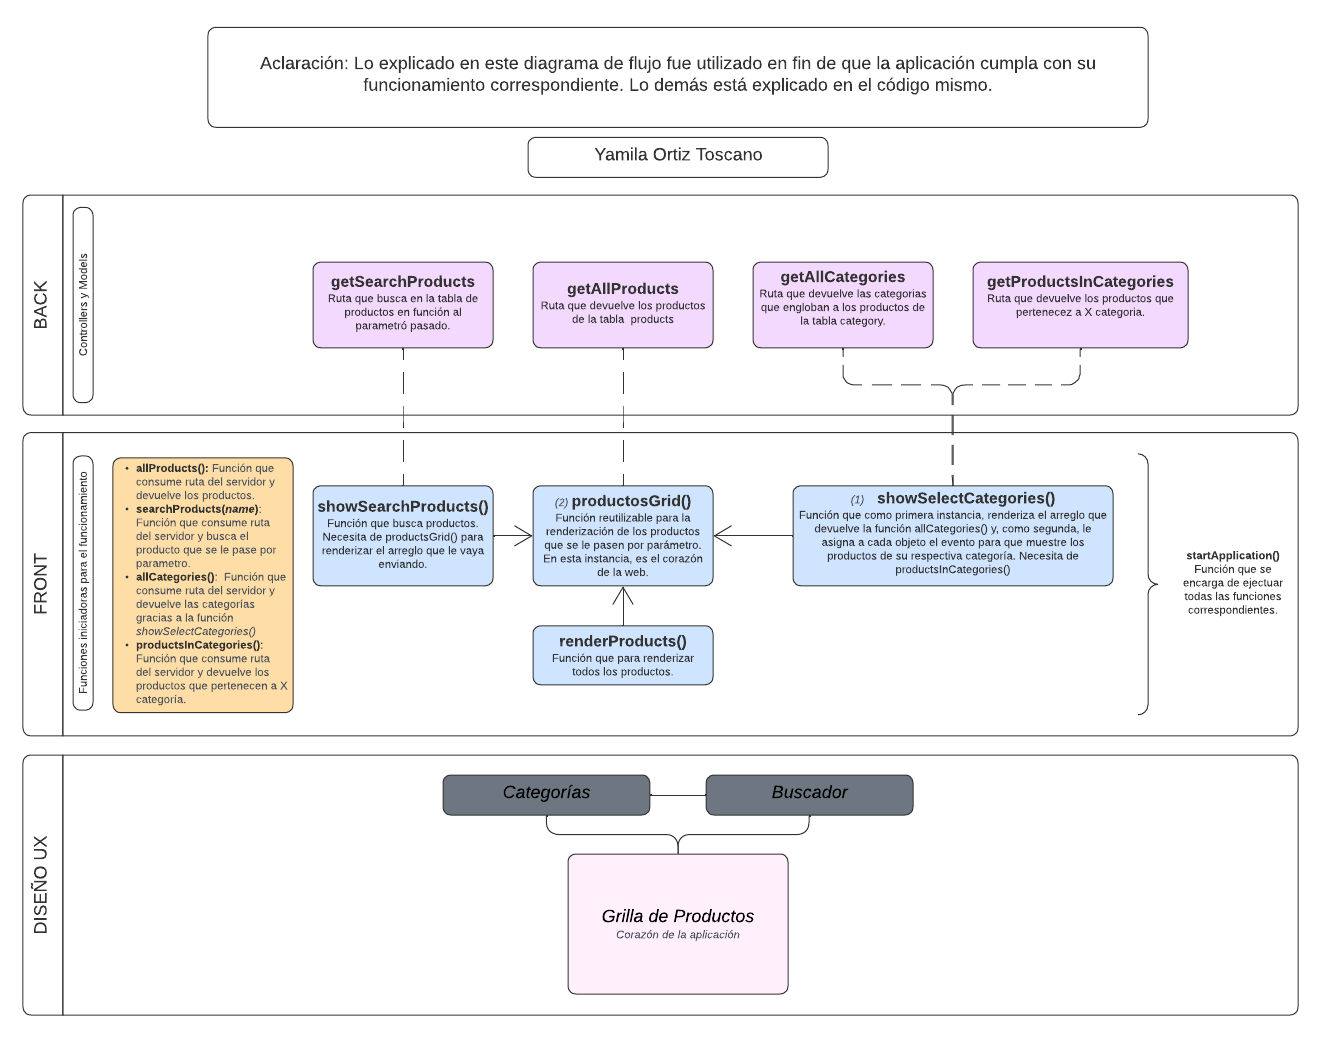 Aclaración: Lo explicado en este diagrama de flujo fue utilizado en fin de que la aplicación cumpla con su
funcionamiento correspondiente. Lo demás está explicado en el código mismo.
Yamila Ortiz Toscano
BACK
Controllers y Models
getSearchProducts
Ruta que busca en la tabla de
productos en función al
parametró pasado.
getAllProducts
Ruta que devuelve los productos
de la tabla  products
getAllCategories
Ruta que devuelve las categorias
que engloban a los productos de
la tabla category.
getProductsInCategories
Ruta que devuelve los productos que
pertenecez a X categoria.
FRONT
Funciones iniciadoras para el funcionamiento
• allProducts(): Función que
consume ruta del servidor y
devuelve los productos.
• searchProducts(name):
Función que consume ruta
del servidor y busca el
producto que se le pase por
parametro.
• allCategories():  Función que
consume ruta del servidor y
devuelve las categorías
gracias a la función
showSelectCategories()
• productsInCategories():
Función que consume ruta
del servidor y devuelve los
productos que pertenecen a X
categoría.
showSearchProducts()
Función que busca productos.
Necesita de productsGrid() para
renderizar el arreglo que le vaya
enviando.
(2) productosGrid()
Función reutilizable para la
renderización de los productos
que se le pasen por parámetro.
En esta instancia, es el corazón
de la web.
(1) showSelectCategories()
Función que como primera instancia, renderiza el arreglo que
devuelve la función allCategories() y, como segunda, le
asigna a cada objeto el evento para que muestre los
productos de su respectiva categoría. Necesita de
productsInCategories()
renderProducts()
Función que para renderizar
todos los productos.
startApplication()
Función que se
encarga de ejectuar
todas las funciones
correspondientes.
DISEÑO UX
Categorías
Buscador
Grilla de Productos
Corazón de la aplicación